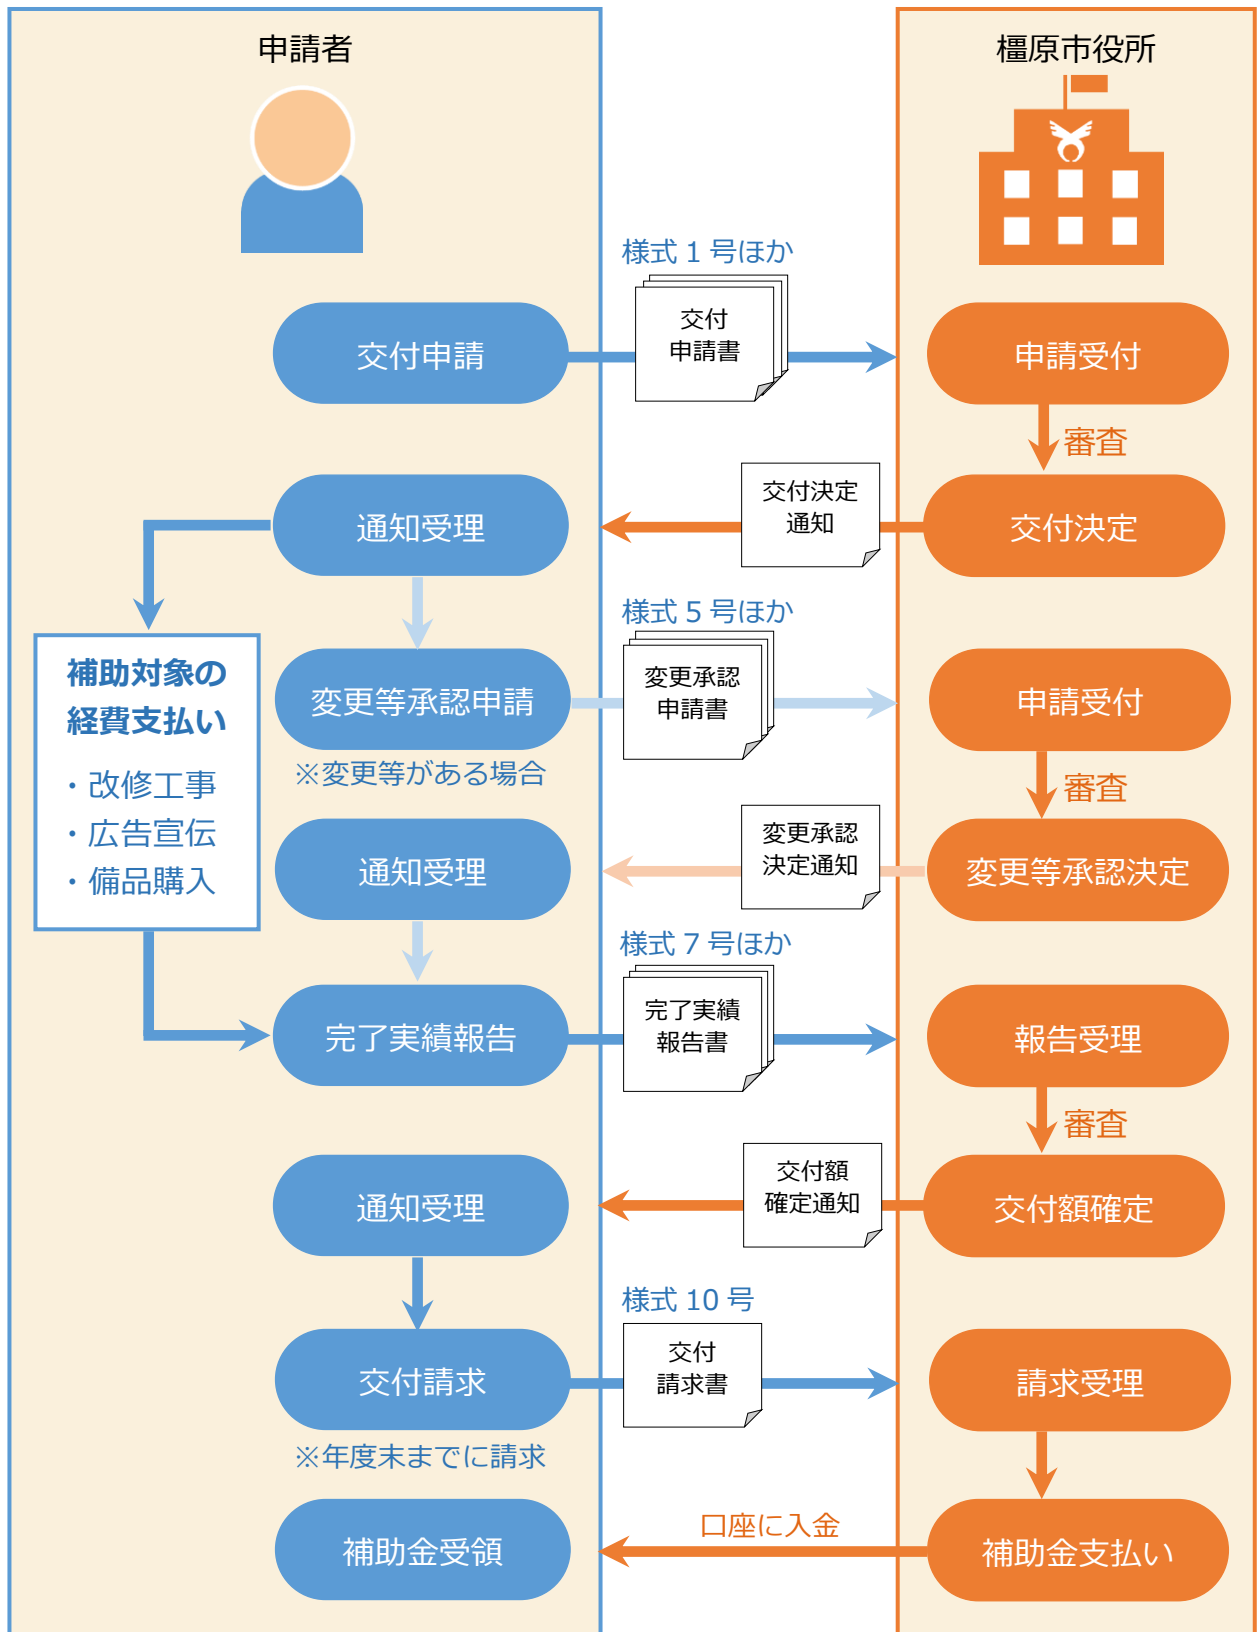 申請者
橿原市役所
様式 1 号ほか
交付申請
交付
申請書
申請受付
審査
通知受理
交付決定
通知
交付決定
補助対象の
経費支払い
・改修工事
・広告宣伝
・備品購入
様式 5 号ほか
変更等承認申請
※変更等がある場合
変更承認
申請書
申請受付
審査
通知受理
変更承認
決定通知
変更等承認決定
様式 7 号ほか
完了実績報告
完了実績
報告書
報告受理
審査
通知受理
交付額
確定通知
交付額確定
様式 10 号
交付請求
※年度末までに請求
交付
請求書
請求受理
補助金受領
口座に入金
補助金支払い